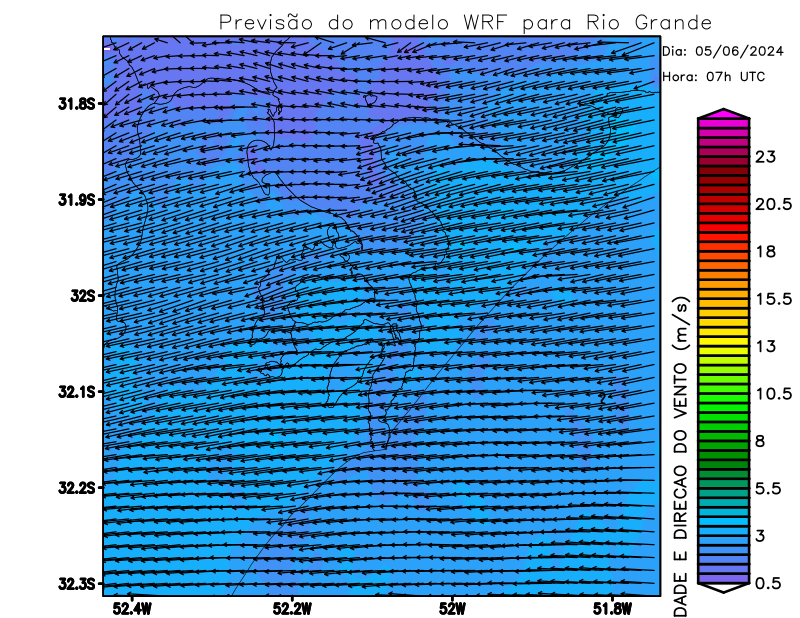 Previsão do modelo WRF para Rio Grande
Dia: 05/06/2024
Hora: 07h UTC
31.8S
31.9S
32S
32.1S
32.2S
32.3S
52.4W
52.2W
52W
51.8W
23
20.5
18
15.5
13
10.5
8
5.5
3
0.5
DADE E DIRECAO DO VENTO (m/s)